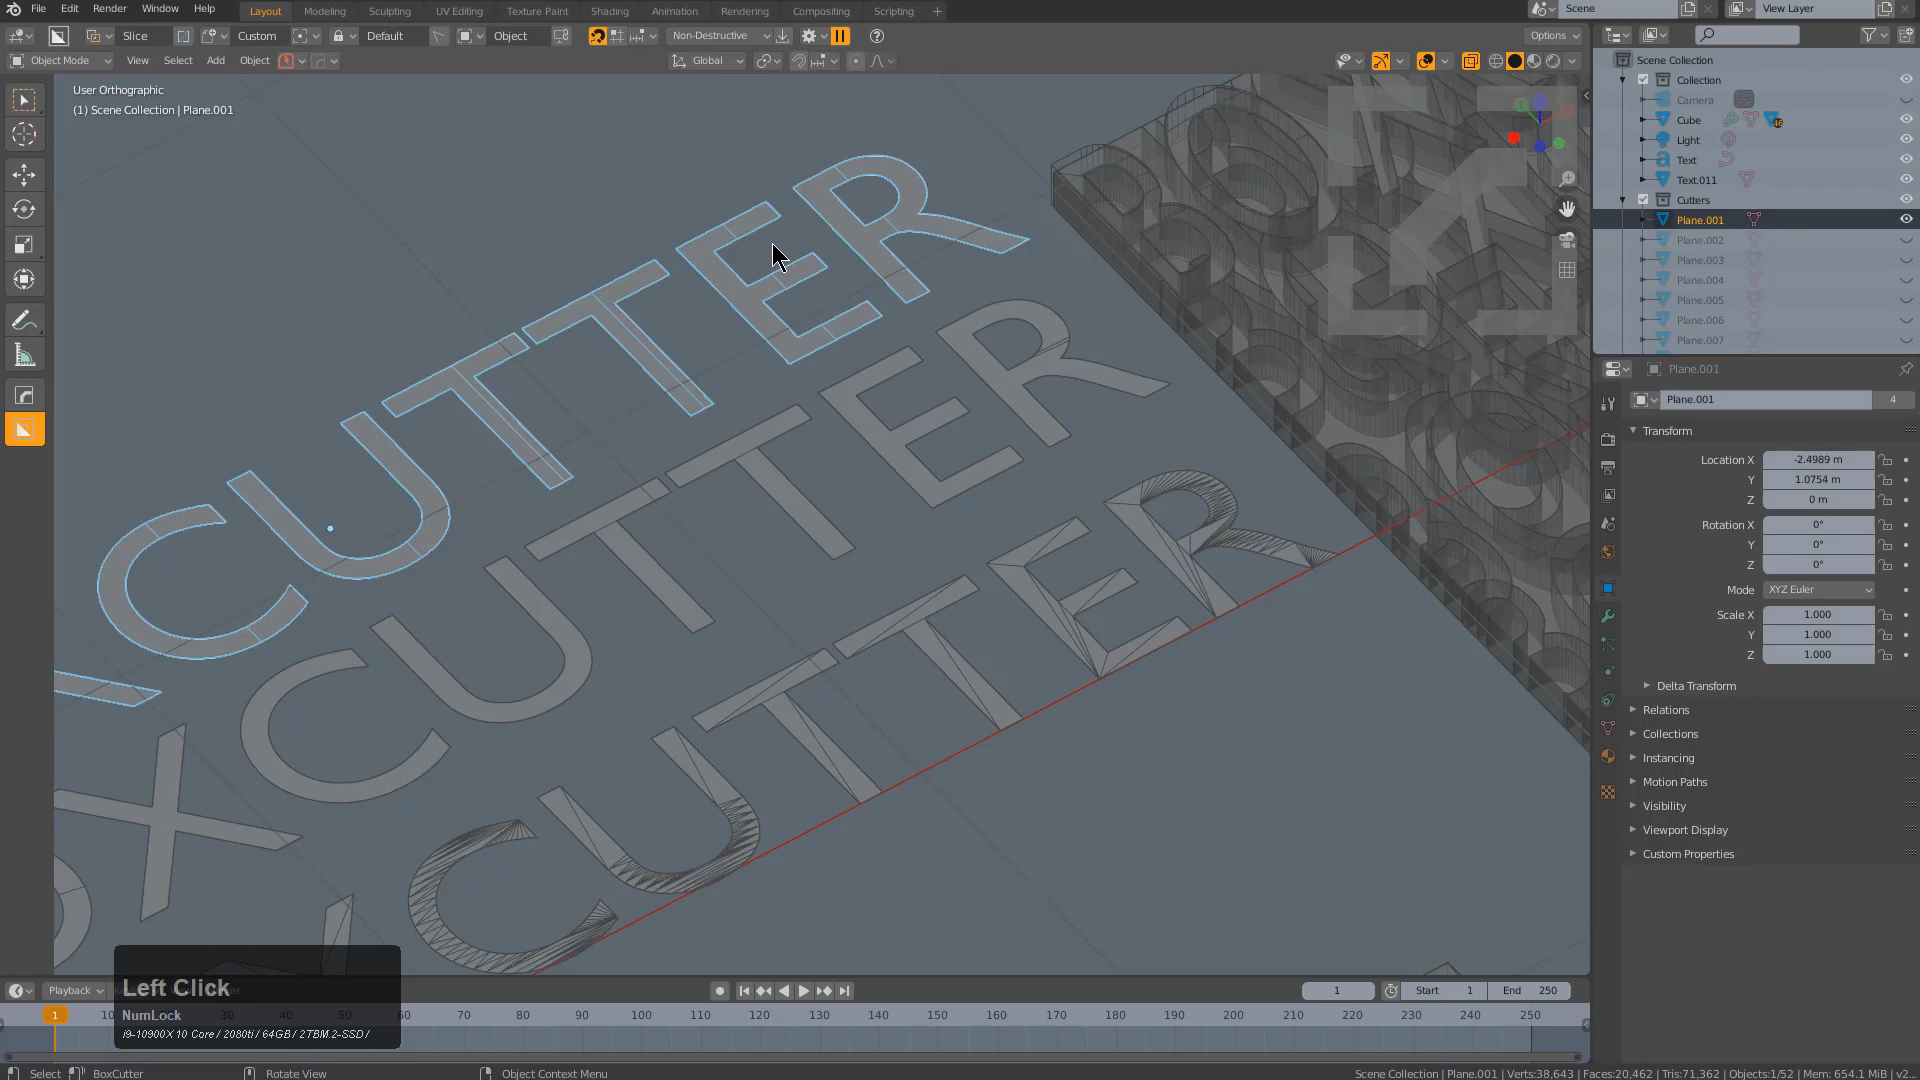 File Edit Render Window Help Layout Modeling Sculpting UV Editing Texture Paint Shading Animation Rendering Compositing Scripting + Scene View Layer
Slice Custom Default Object Non-Destructive Options
Object Mode View Select Add Object Global
User Orthographic
(1) Scene Collection | Plane.001
CUTTER
X CUTTER
CUTTER
Scene Collection
Collection
Camera
Cube 46
Light
Text
Text.011
Cutters
Plane.001
Plane.002
Plane.003
Plane.004
Plane.005
Plane.006
Plane.007
Plane.001
Plane.001 4
Transform
Location X -2.4989 m
Y 1.0754 m
Z 0 m
Rotation X 0°
Y 0°
Z 0°
Mode XYZ Euler
Scale X 1.000
Y 1.000
Z 1.000
Delta Transform
Relations
Collections
Instancing
Motion Paths
Visibility
Viewport Display
Custom Properties
Left Click
NumLock
i9-10900X 10 Core / 2080ti / 64GB / 2TBM.2-SSD /
Playback 1 Start 1 End 250
1 10 70 80 90 100 110 120 130 140 150 160 170 180 190 200 210 220 230 240 250
Select BoxCutter Rotate View Object Context Menu Scene Collection | Plane.001 | Verts:38,643 | Faces:20,462 | Tris:71,362 | Objects:1/52 | Mem: 654.1 MiB | v2...